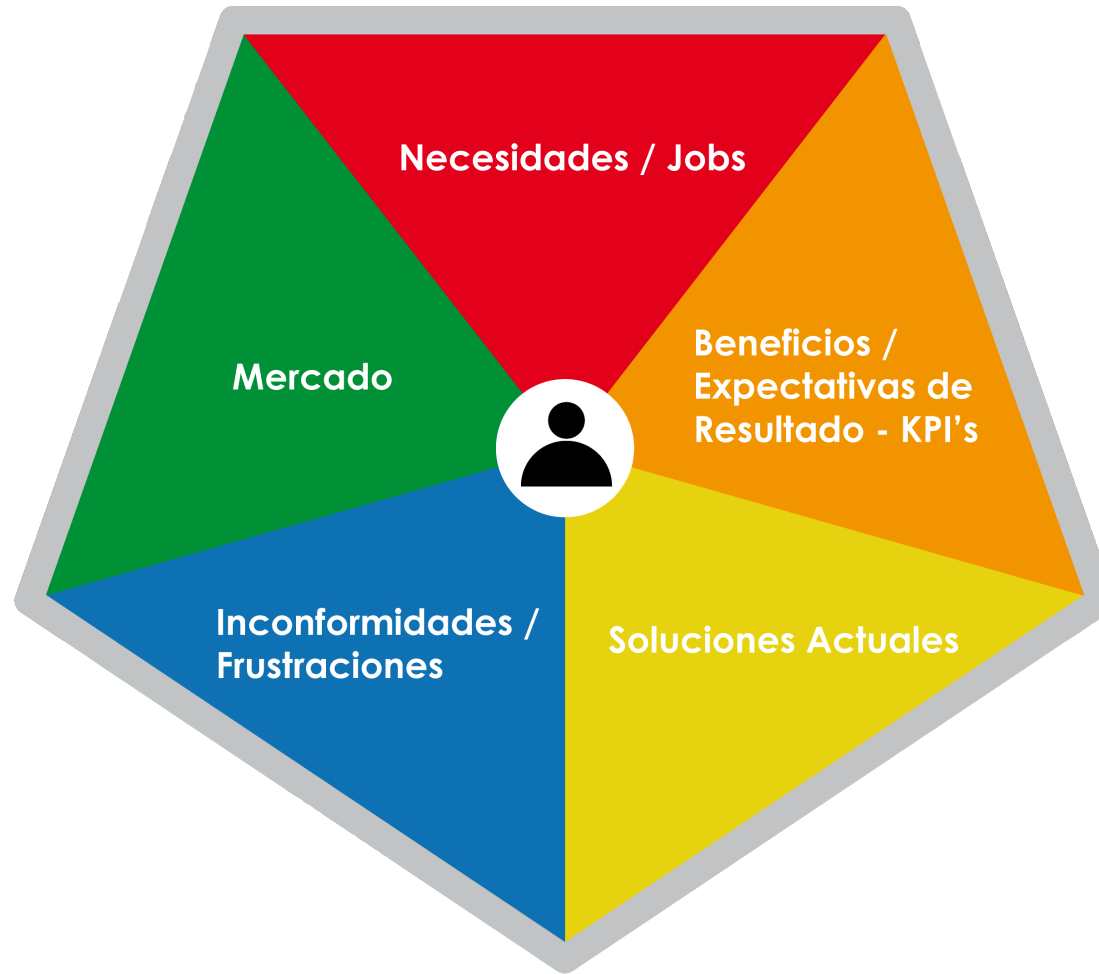 Necesidades / Jobs
Beneficios /
Expectativas de
Resultado - KPI's
Mercado
Inconformidades /
Frustraciones
Soluciones Actuales